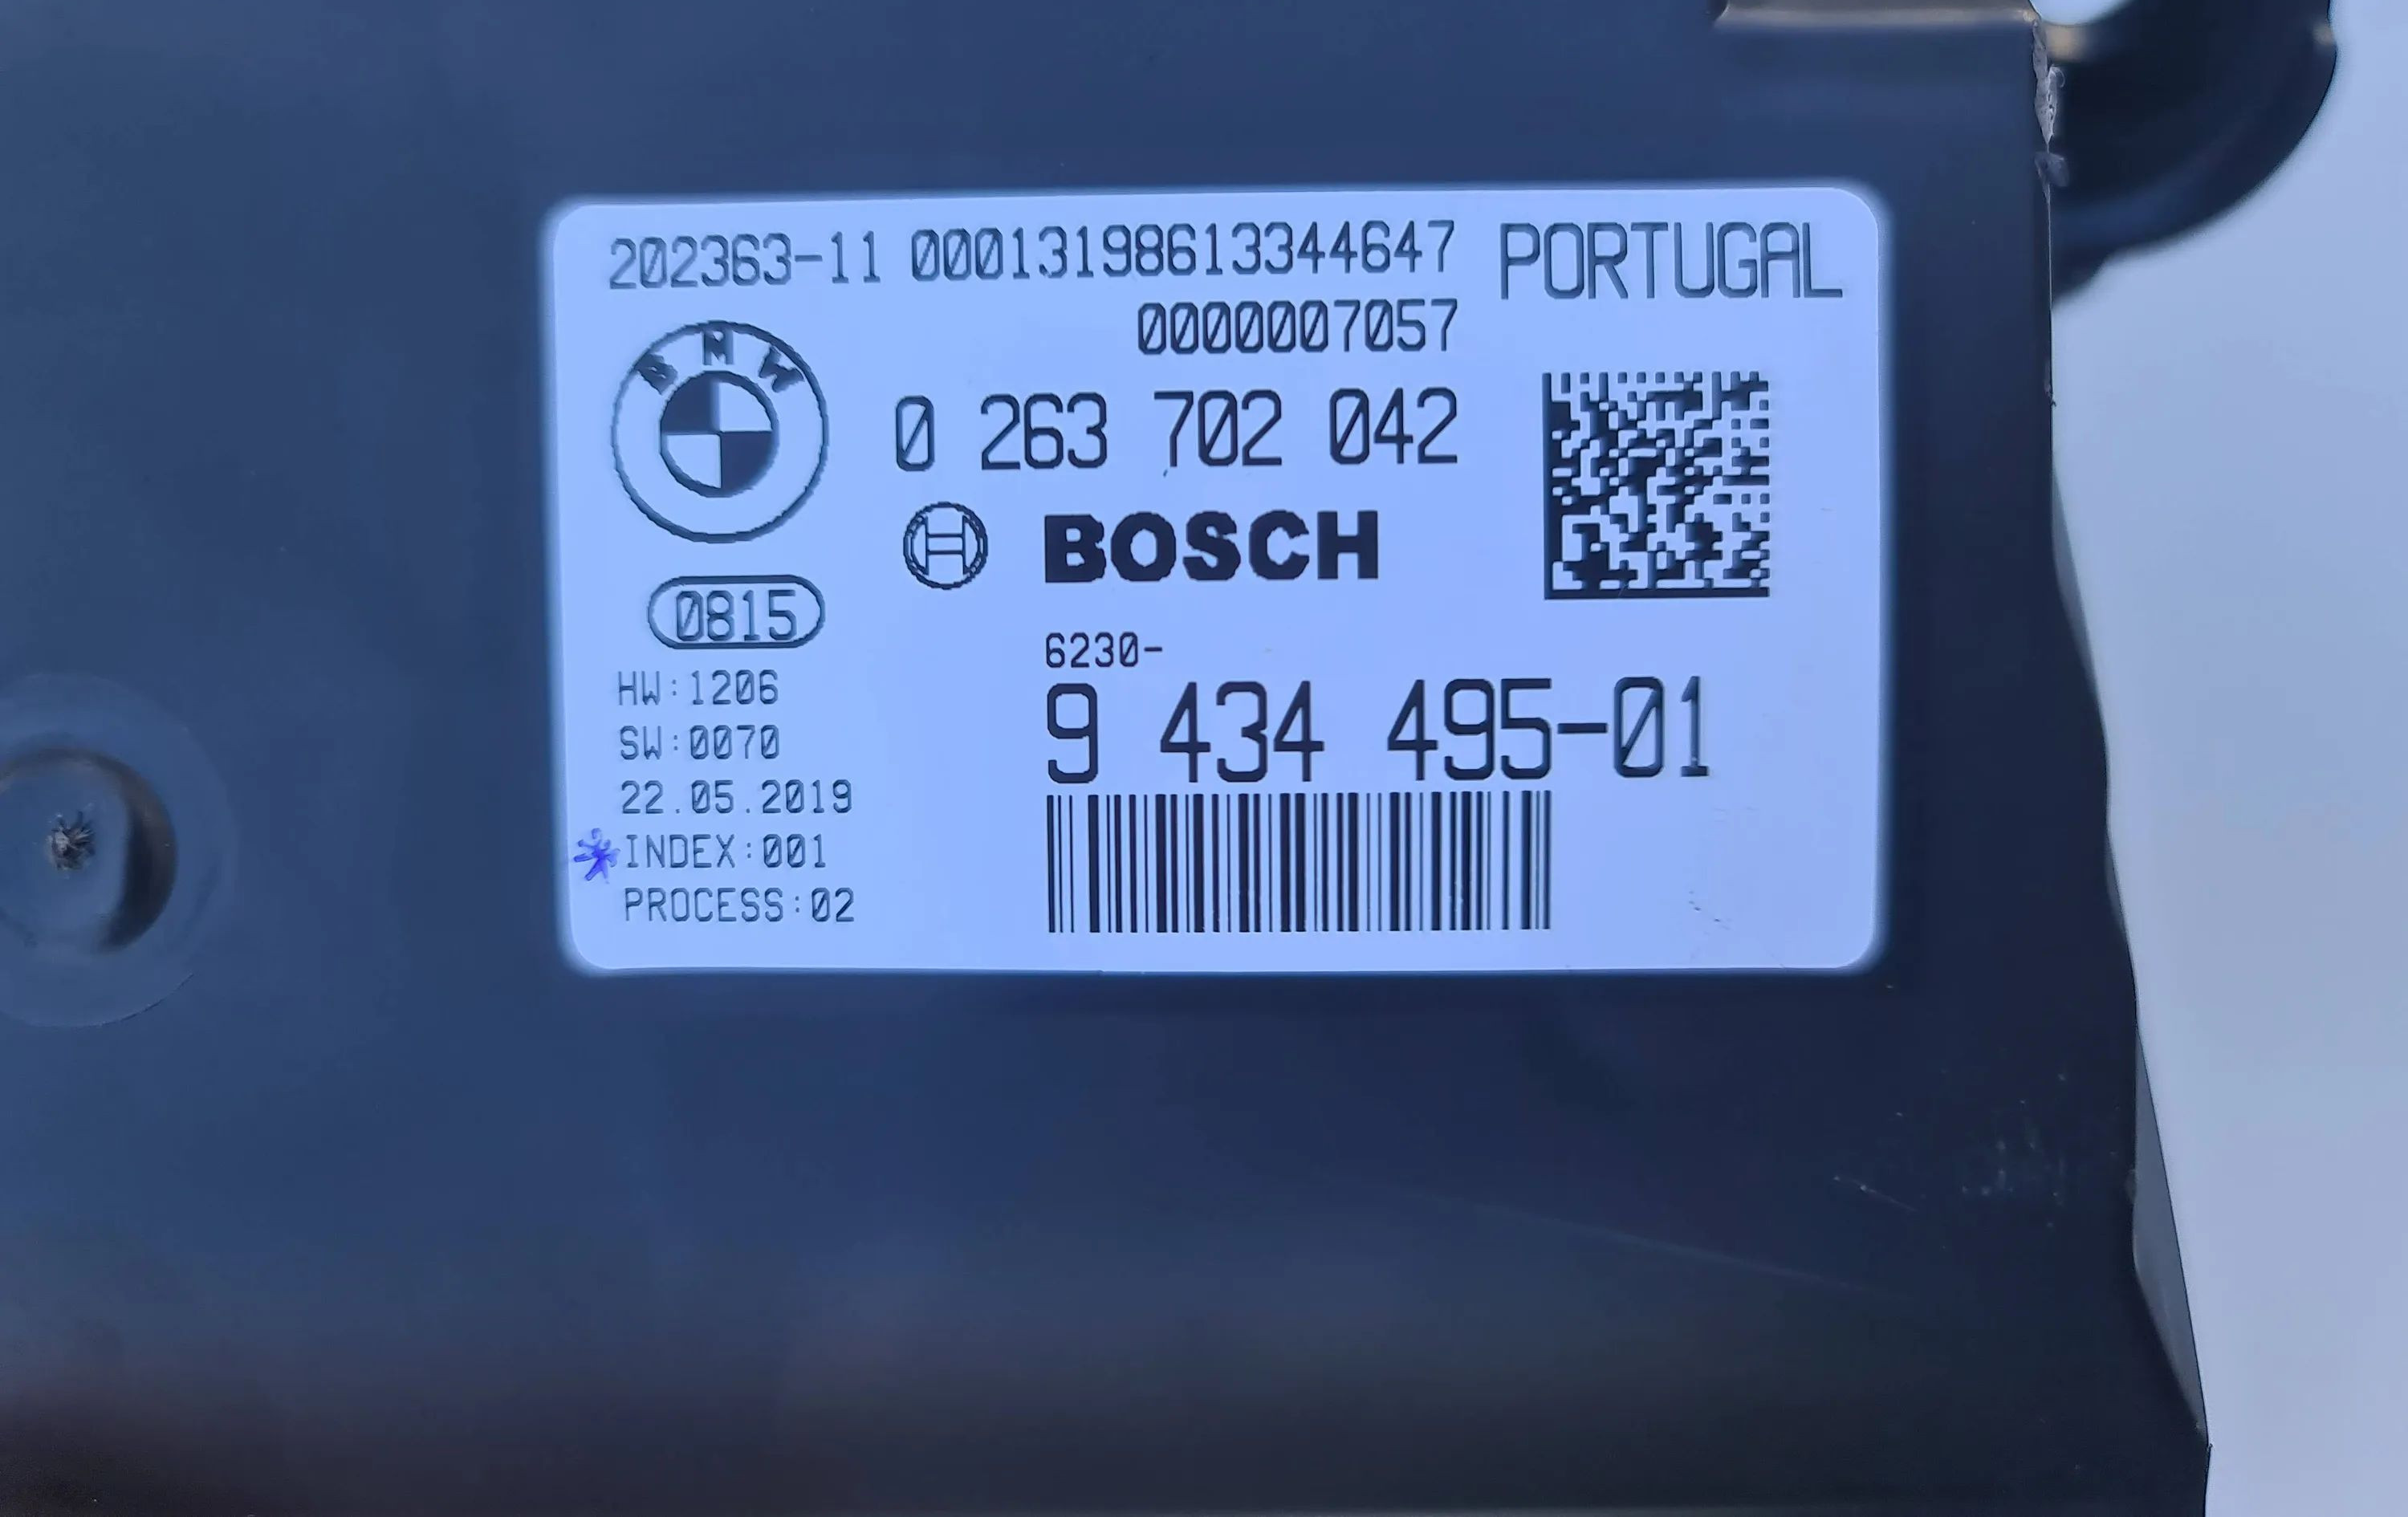 202363-11 00013198613344647 PORTUGAL
0000007057
BMW
0 263 702 042
BOSCH
0815
6230-
9 434 495-01
HW:1206
SW:0070
22.05.2019
INDEX:001
PROCESS:02